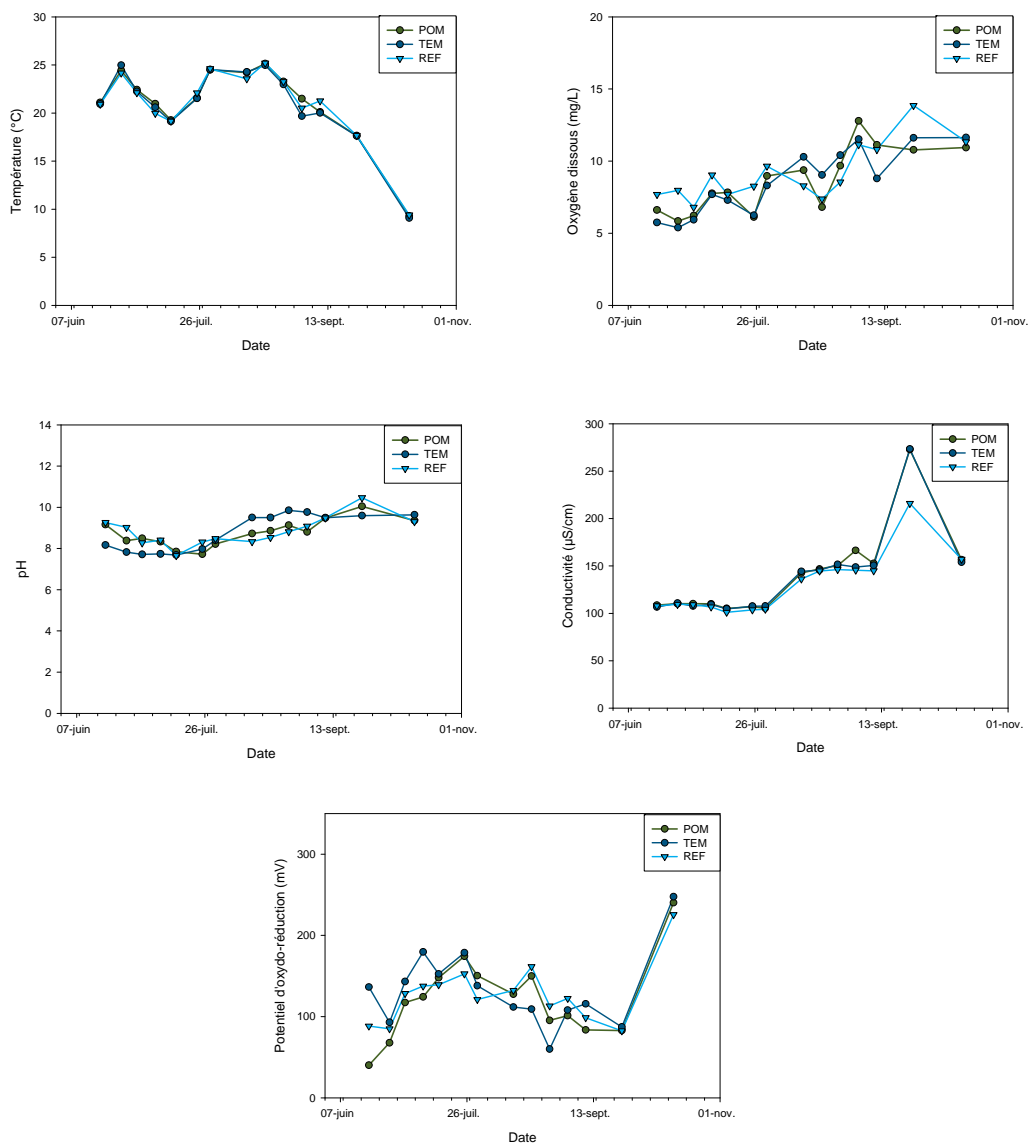 30
25
20
15
10
5
0
Température (°C)
07-juin
26-juil.
13-sept.
01-nov.
Date
POM
TEM
REF
20
15
10
5
0
Oxygène dissous (mg/L)
07-juin
26-juil.
13-sept.
01-nov.
Date
POM
TEM
REF
14
12
10
8
6
4
2
0
pH
07-juin
26-juil.
13-sept.
01-nov.
Date
POM
TEM
REF
300
250
200
150
100
50
0
Conductivité (µS/cm)
07-juin
26-juil.
13-sept.
01-nov.
Date
POM
TEM
REF
300
200
100
0
Potentiel d'oxydo-réduction (mV)
07-juin
26-juil.
13-sept.
01-nov.
Date
POM
TEM
REF